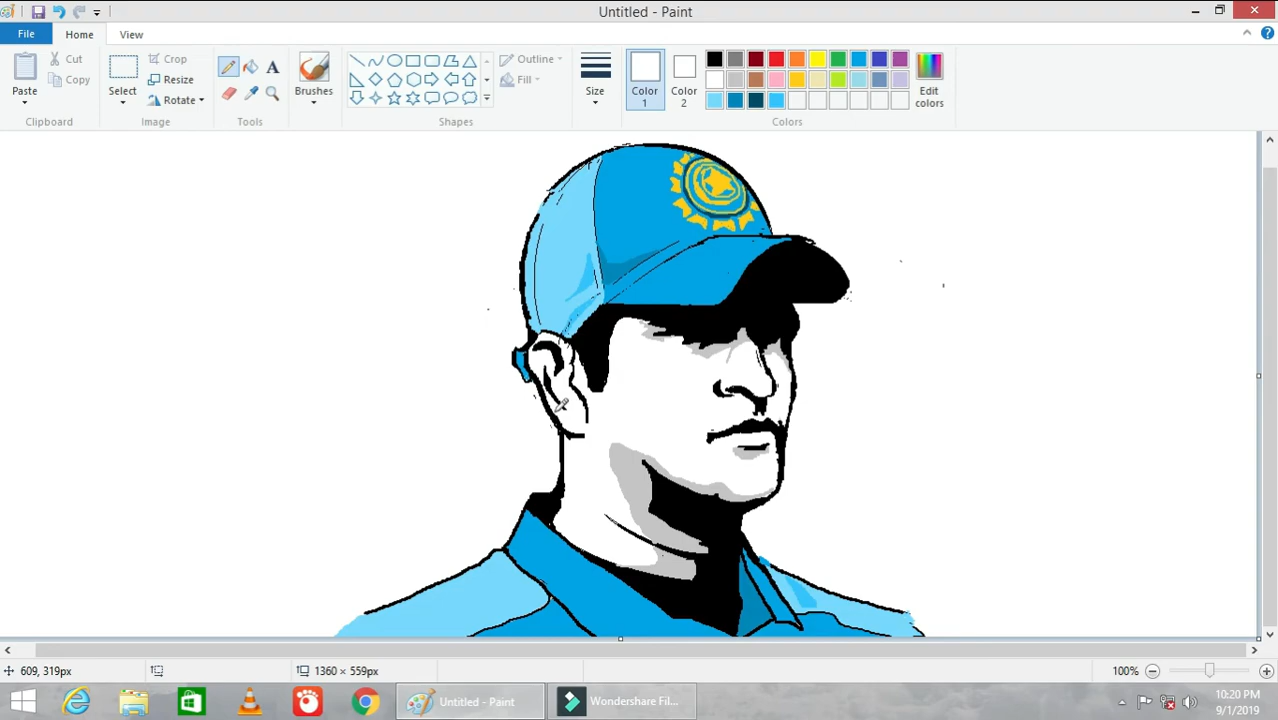 Untitled - Paint
File
Home
View
Paste
Cut
Copy
Clipboard
Select
Crop
Resize
Rotate
Image
A
Tools
Brushes
Shapes
Outline
Fill
Size
Color
1
Color
2
Edit
colors
Colors
609, 319px
1360 × 559px
100%
Untitled - Paint
Wondershare Fil...
10:20 PM
9/1/2019